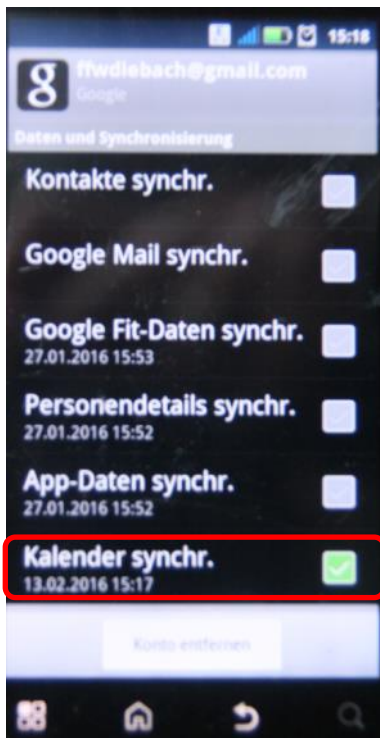 15:18
g
ffwdlebach@gmail.com
Google
Daten und Synchronisierung
Kontakte synchr.
Google Mail synchr.
Google Fit-Daten synchr.
27.01.2016 15:53
Personendetails synchr.
27.01.2016 15:52
App-Daten synchr.
27.01.2016 15:52
Kalender synchr.
13.02.2016 15:17
Konto entfernen